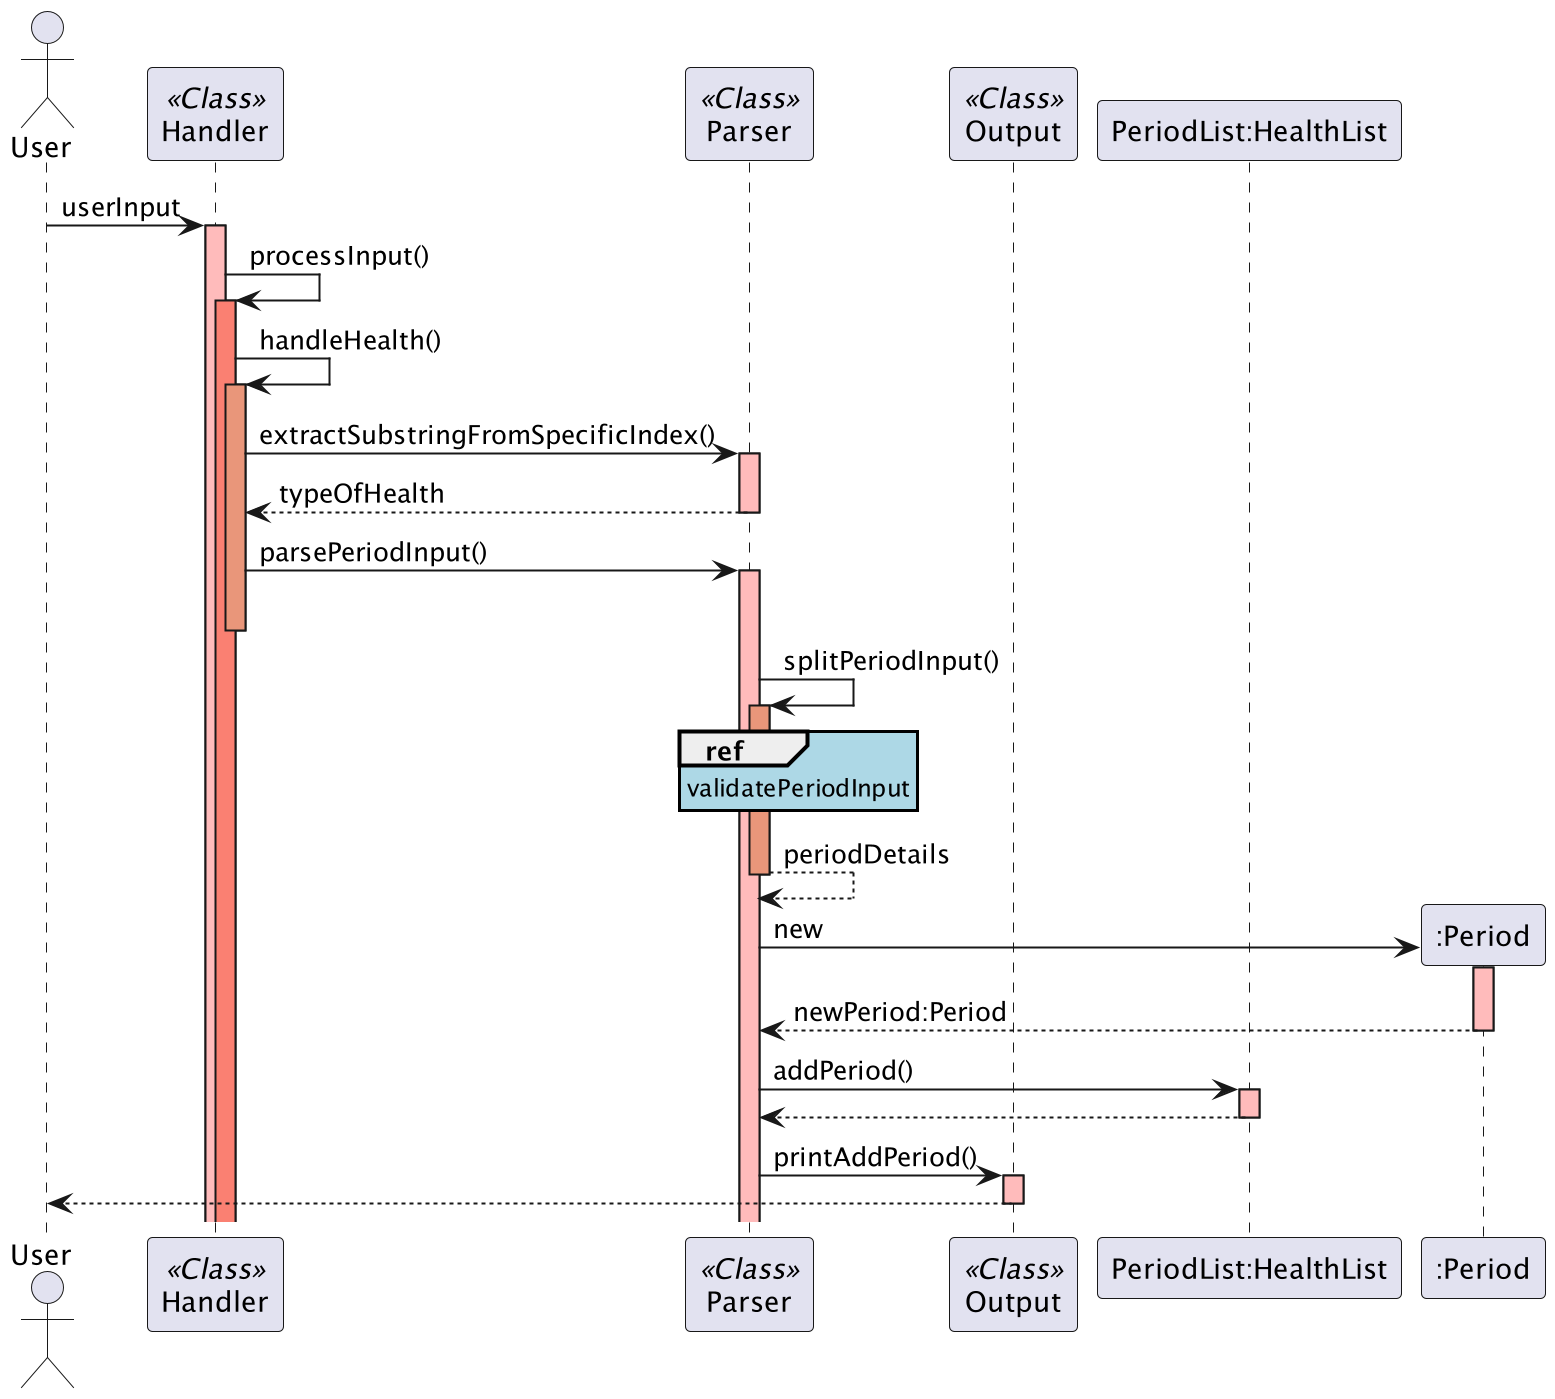 User
«Class»
Handler
«Class»
Parser
«Class»
Output
PeriodList:HealthList
userInput
processInput()
handleHealth()
extractSubstringFromSpecificIndex()
typeOfHealth
parsePeriodInput()
splitPeriodInput()
ref
validatePeriodInput
periodDetails
new
:Period
newPeriod:Period
addPeriod()
printAddPeriod()
User
«Class»
Handler
«Class»
Parser
«Class»
Output
PeriodList:HealthList
:Period